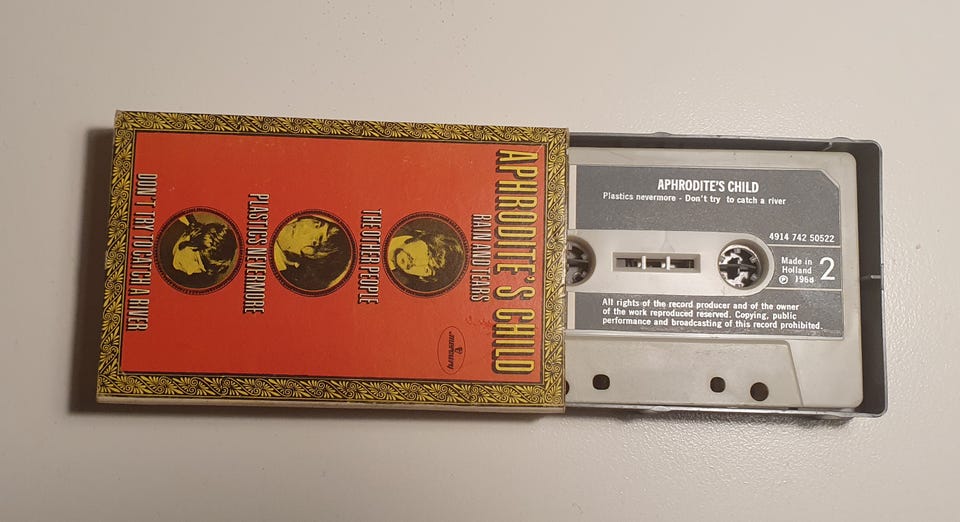 APHRODITE'S CHILD
RAIN AND TEARS
THE OTHER PEOPLE
PLASTICS NEVERMORE
DON'T TRY TO CATCH A RIVER
mercury
APHRODITE'S CHILD
Plastics nevermore - Don't try to catch a river
4914 742 50522
Made in
Holland
℗ 1968
2
All rights of the record producer and of the owner
of the work reproduced reserved. Copying, public
performance and broadcasting of this record prohibited.